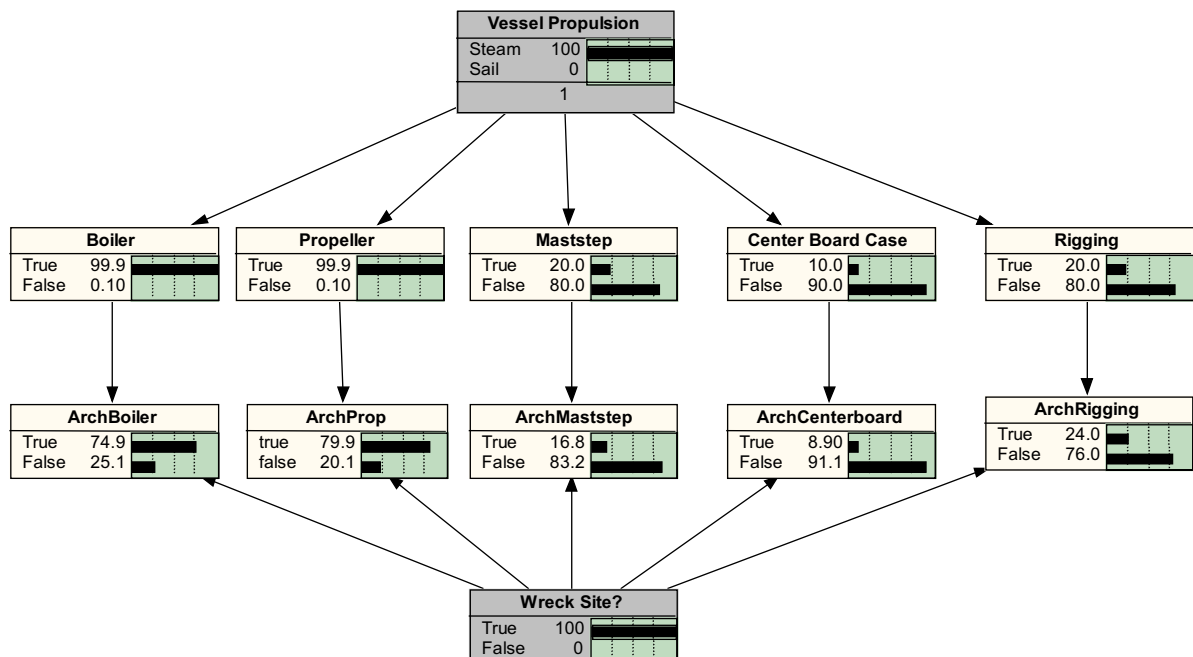 Vessel Propulsion
Steam 100
Sail 0
1
Boiler
True 99.9
False 0.10
Propeller
True 99.9
False 0.10
Maststep
True 20.0
False 80.0
Center Board Case
True 10.0
False 90.0
Rigging
True 20.0
False 80.0
ArchBoiler
True 74.9
False 25.1
ArchProp
true 79.9
false 20.1
ArchMaststep
True 16.8
False 83.2
ArchCenterboard
True 8.90
False 91.1
ArchRigging
True 24.0
False 76.0
Wreck Site?
True 100
False 0